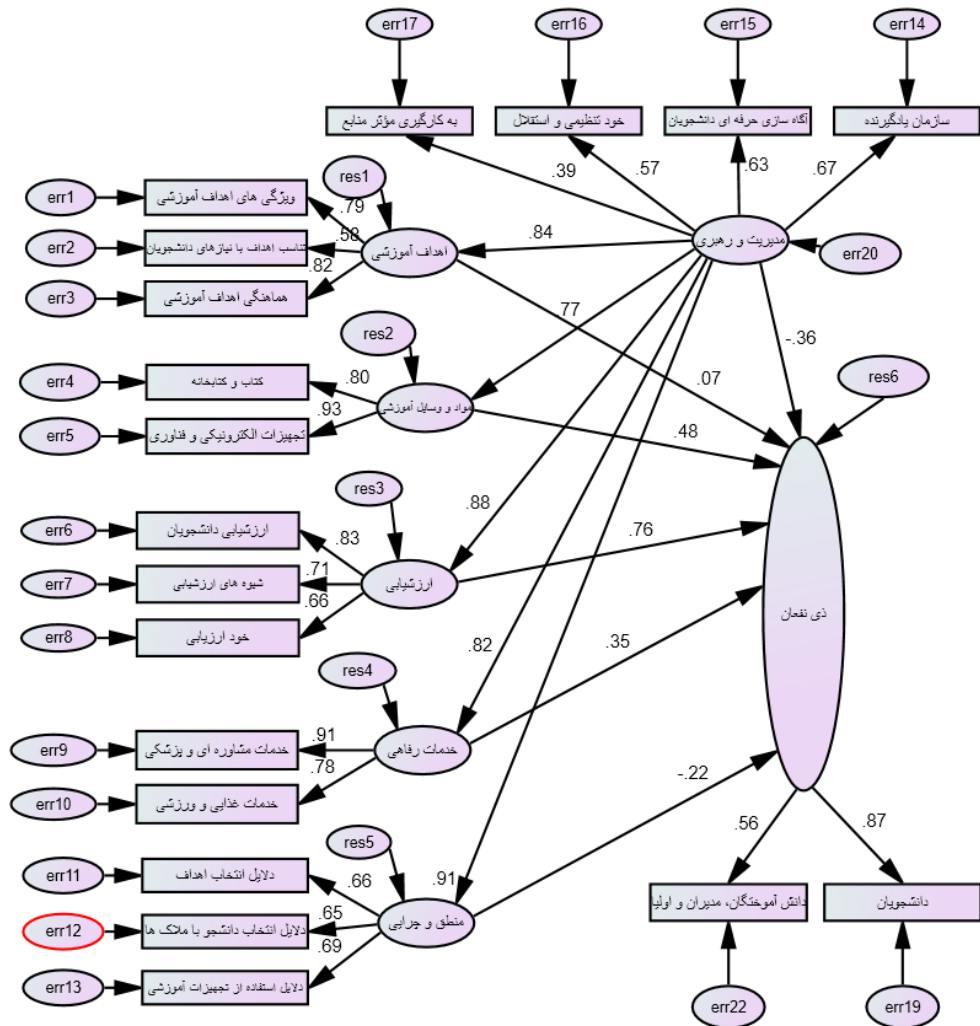 err17
err16
err15
err14
به کارگیری مؤثر منابع
خود تنظیمی و استقلال
آگاه سازی حرفه ای دانشجویان
سازمان یادگیرنده
.39
.57
.63
.67
err1
ویژگی های اهداف آموزشی
res1
.79
err2
تناسب اهداف با نیازهای دانشجویان
.58
اهداف آموزشی
.84
مدیریت و رهبری
err20
err3
هماهنگی اهداف آموزشی
.82
.77
-.36
res2
.07
res6
err4
کتاب و کتابخانه
.80
مواد و وسایل آموزشی
err5
تجهیزات الکترونیکی و فناوری
.93
.48
res3
.88
err6
ارزشیابی دانشجویان
.83
.76
err7
شیوه های ارزشیابی
.71
ارزشیابی
err8
خود ارزیابی
.66
ذی نفعان
res4
.82
.35
err9
خدمات مشاوره ای و پزشکی
.91
خدمات رفاهی
err10
خدمات غذایی و ورزشی
.78
-.22
res5
err11
دلایل انتخاب اهداف
.66
.91
.56
.87
err12
دلایل انتخاب دانشجو با ملاک ها
.65
منطق و چرایی
دانش آموختگان، مدیران و اولیا
دانشجویان
err13
دلایل استفاده از تجهیزات آموزشی
.69
err22
err19